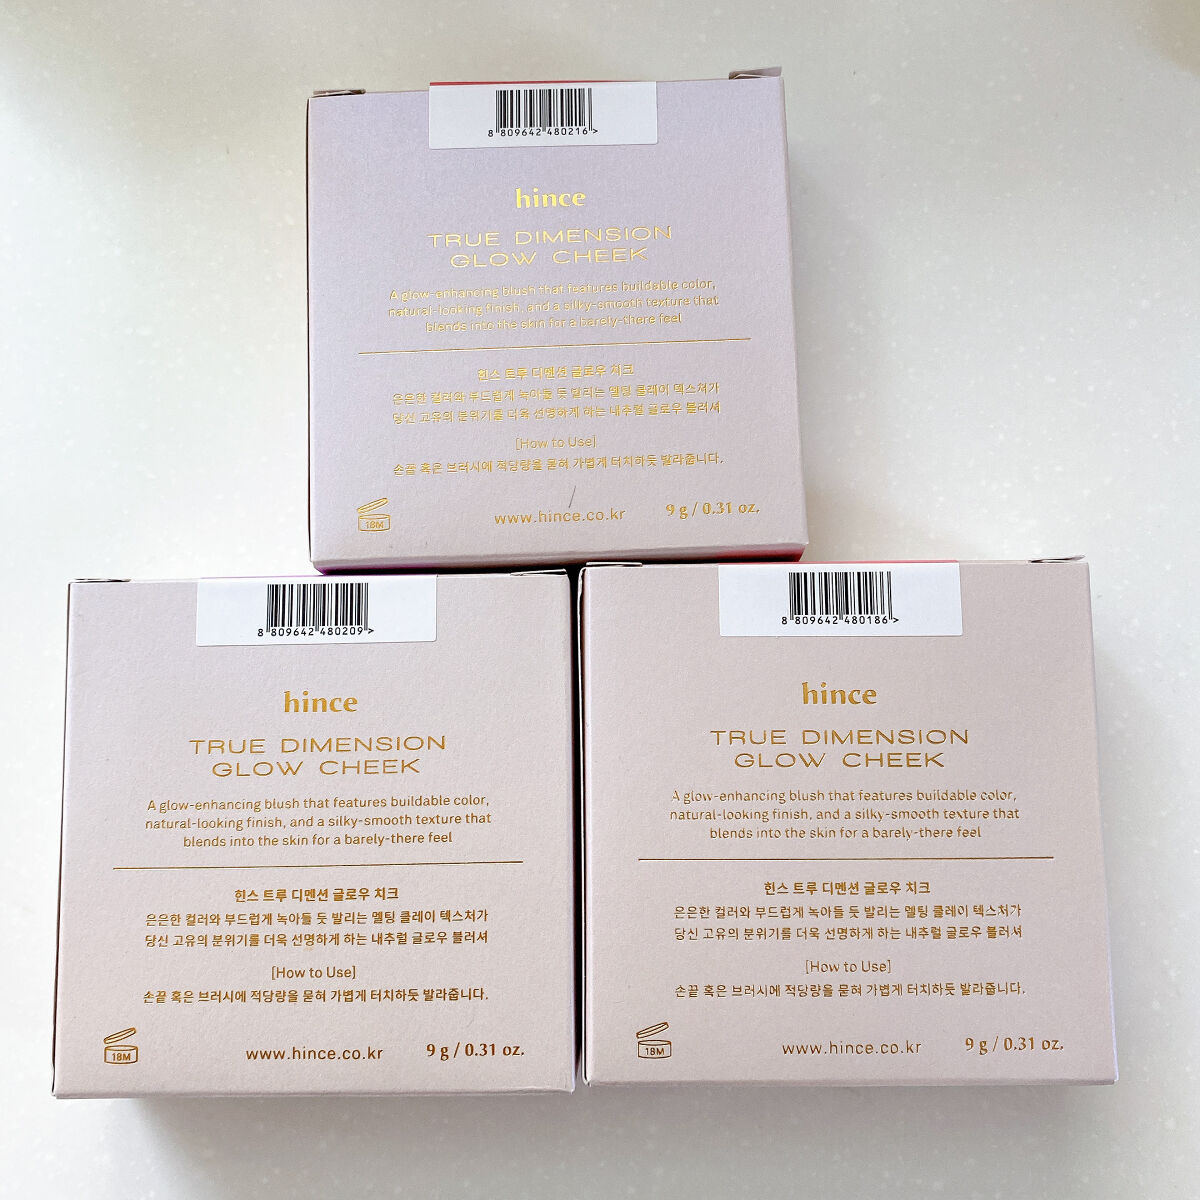 8 809642 480216 >
hince
TRUE DIMENSION
GLOW CHEEK
A glow-enhancing blush that features buildable color,
natural-looking finish, and a silky-smooth texture that
blends into the skin for a barely-there feel
힌스 트루 디멘션 글로우 치크
은은한 컬러와 부드럽게 녹아들 듯 발리는 멜팅 클레이 텍스처가
당신 고유의 분위기를 더욱 선명하게 하는 내추럴 글로우 블러셔
[How to Use]
손끝 혹은 브러시에 적당량을 묻혀 가볍게 터치하듯 발라줍니다.
18M
www.hince.co.kr
9 g / 0.31 oz.
8 809642 480209 >
hince
TRUE DIMENSION
GLOW CHEEK
A glow-enhancing blush that features buildable color,
natural-looking finish, and a silky-smooth texture that
blends into the skin for a barely-there feel
힌스 트루 디멘션 글로우 치크
은은한 컬러와 부드럽게 녹아들 듯 발리는 멜팅 클레이 텍스처가
당신 고유의 분위기를 더욱 선명하게 하는 내추럴 글로우 블러셔
[How to Use]
손끝 혹은 브러시에 적당량을 묻혀 가볍게 터치하듯 발라줍니다.
18M
www.hince.co.kr
9 g / 0.31 oz.
8 809642 480186 >
hince
TRUE DIMENSION
GLOW CHEEK
A glow-enhancing blush that features buildable color,
natural-looking finish, and a silky-smooth texture that
blends into the skin for a barely-there feel
힌스 트루 디멘션 글로우 치크
은은한 컬러와 부드럽게 녹아들 듯 발리는 멜팅 클레이 텍스처가
당신 고유의 분위기를 더욱 선명하게 하는 내추럴 글로우 블러셔
[How to Use]
손끝 혹은 브러시에 적당량을 묻혀 가볍게 터치하듯 발라줍니다.
18M
www.hince.co.kr
9 g / 0.31 oz.